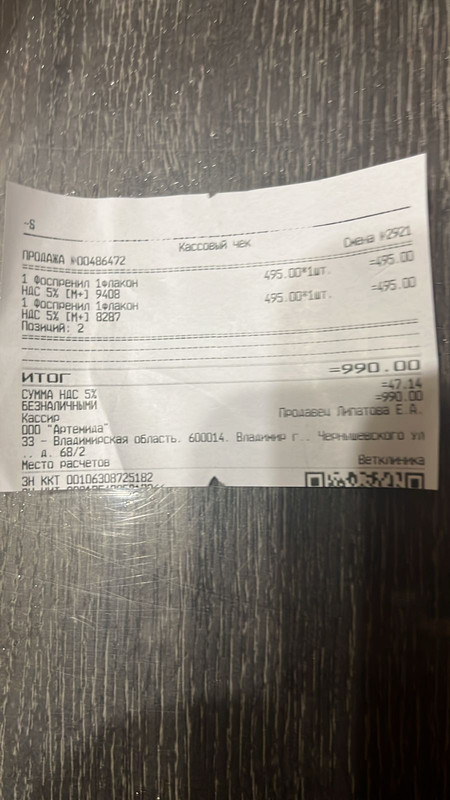 ~S
Кассовый чек Смена №2921
ПРОДАЖА №00486472
1 Фоспренил 1флакон 495.00*1шт. =495.00
НДС 5% [М+] 9408
1 Фоспренил 1флакон 495.00*1шт. =495.00
НДС 5% [М+] 8287
Позиций: 2
ИТОГ =990.00
СУММА НДС 5% =47.14
БЕЗНАЛИЧНЫМИ =990.00
Кассир Продавец Липатова Е.А.
ООО "Артемида"
33 - Владимирская область. 600014. Владимир г.. Чернышевского ул
.. д. 68/2
Место расчетов Ветклиника
ЗН ККТ 00106308725182